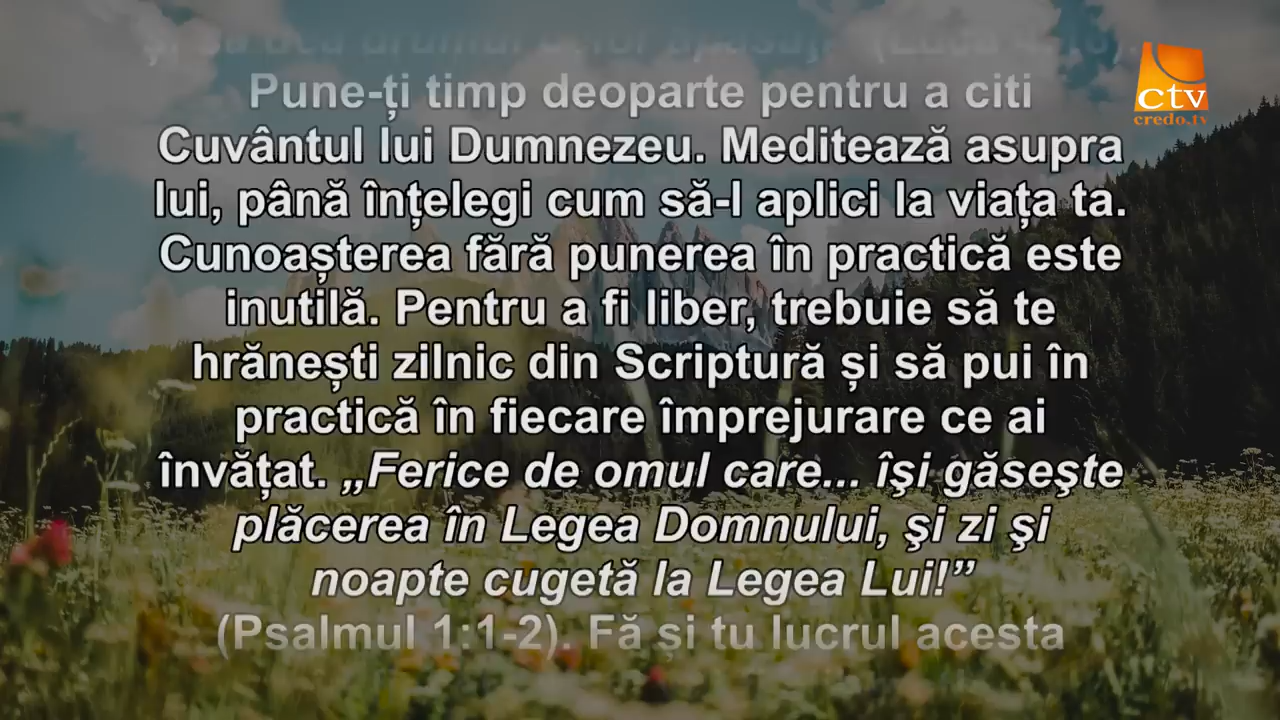 Pune-ți timp deoparte pentru a citi
Cuvântul lui Dumnezeu. Meditează asupra
lui, până înțelegi cum să-l aplici la viața ta.
Cunoașterea fără punerea în practică este
inutilă. Pentru a fi liber, trebuie să te
hrănești zilnic din Scriptură și să pui în
practică în fiecare împrejurare ce ai
învățat. „Ferice de omul care... îşi găseşte
plăcerea în Legea Domnului, şi zi şi
noapte cugetă la Legea Lui!”
(Psalmul 1:1-2). Fă și tu lucrul acesta
ctv
credo.tv